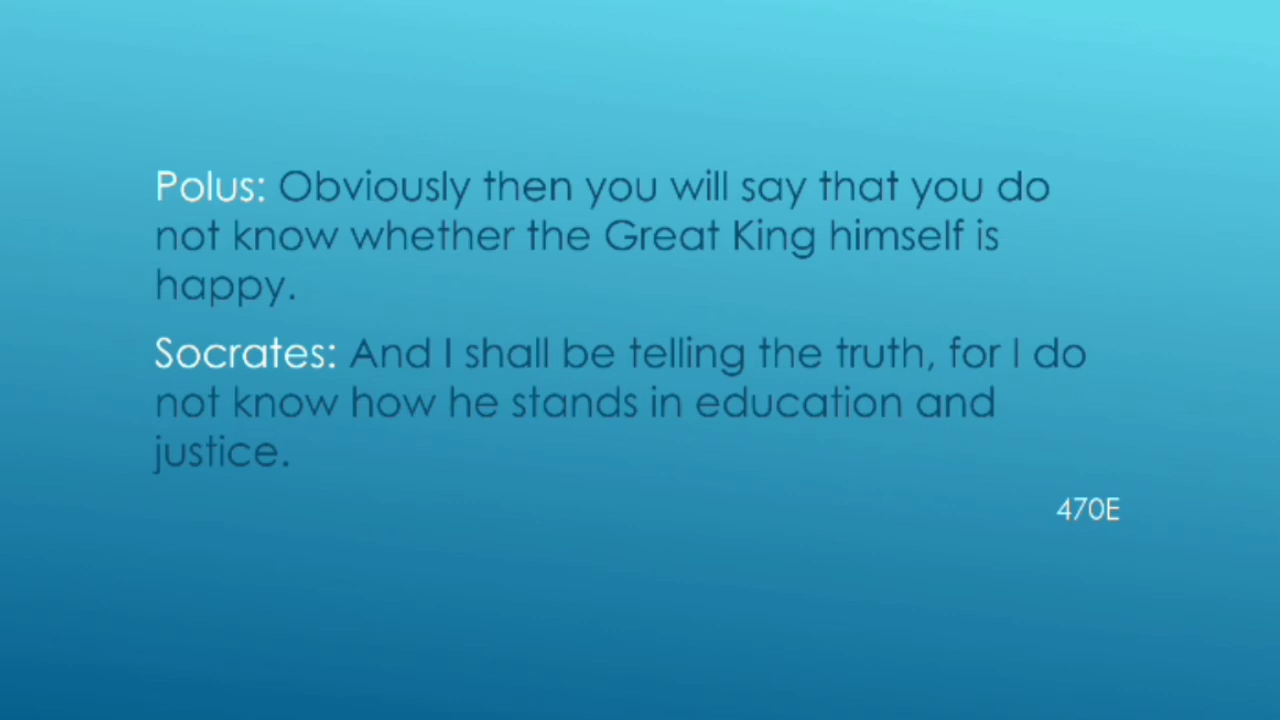 Polus: Obviously then you will say that you do
not know whether the Great King himself is
happy.
Socrates: And I shall be telling the truth, for I do
not know how he stands in education and
justice.
470E